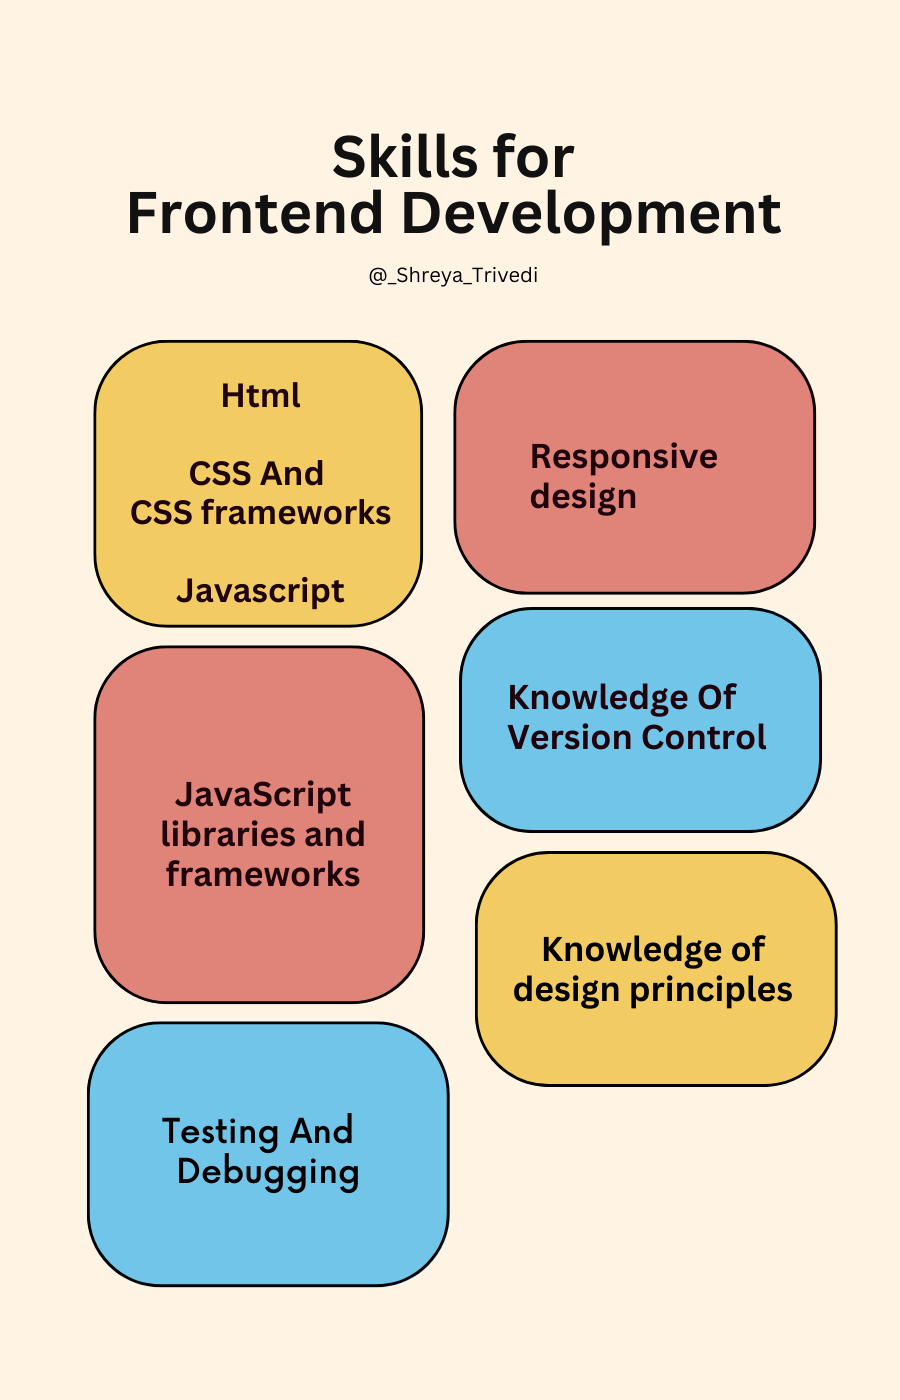 Skills for
Frontend Development
@_Shreya_Trivedi
Html
CSS And
CSS frameworks
Javascript
Responsive
design
JavaScript
libraries and
frameworks
Knowledge Of
Version Control
Knowledge of
design principles
Testing And
Debugging